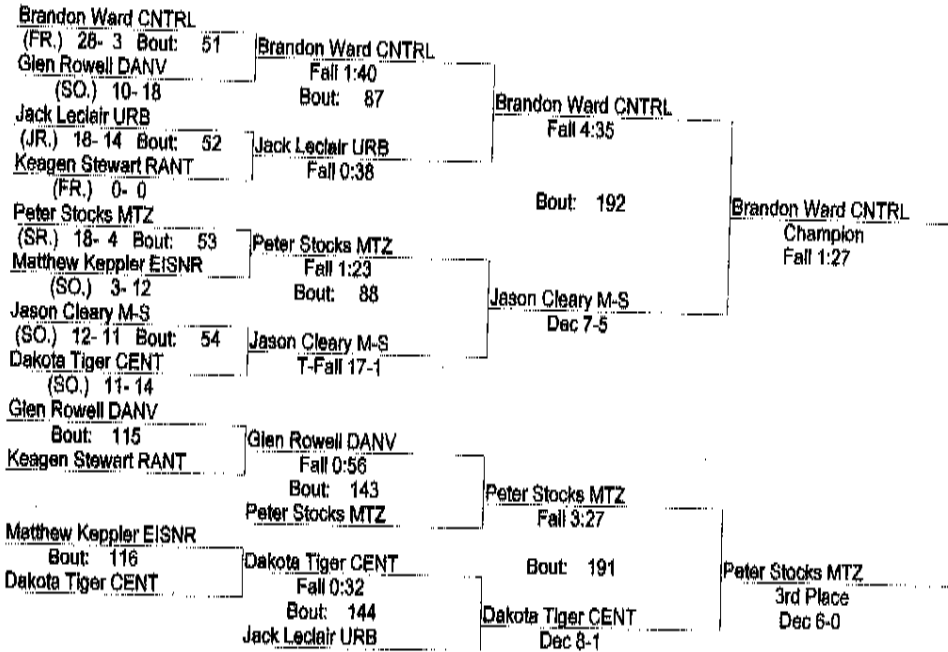 Brandon Ward CNTRL
(FR.) 28- 3 Bout: 51
Glen Rowell DANV
(SO.) 10- 18
Jack Leclair URB
(JR.) 18- 14 Bout: 52
Keagen Stewart RANT
(FR.) 0- 0
Peter Stocks MTZ
(SR.) 18- 4 Bout: 53
Matthew Keppler EISNR
(SO.) 3- 12
Jason Cleary M-S
(SO.) 12- 11 Bout: 54
Dakota Tiger CENT
(SO.) 11- 14
Brandon Ward CNTRL
Fall 1:40
Bout: 87
Jack Leclair URB
Fall 0:38
Peter Stocks MTZ
Fall 1:23
Bout: 88
Jason Cleary M-S
T-Fall 17-1
Brandon Ward CNTRL
Fall 4:35
Bout: 192
Jason Cleary M-S
Dec 7-5
Brandon Ward CNTRL
Champion
Fall 1:27
Glen Rowell DANV
Bout: 115
Keagen Stewart RANT
Matthew Keppler EISNR
Bout: 116
Dakota Tiger CENT
Glen Rowell DANV
Fall 0:56
Bout: 143
Peter Stocks MTZ
Dakota Tiger CENT
Fall 0:32
Bout: 144
Jack Leclair URB
Peter Stocks MTZ
Fall 3:27
Bout: 191
Dakota Tiger CENT
Dec 8-1
Peter Stocks MTZ
3rd Place
Dec 6-0